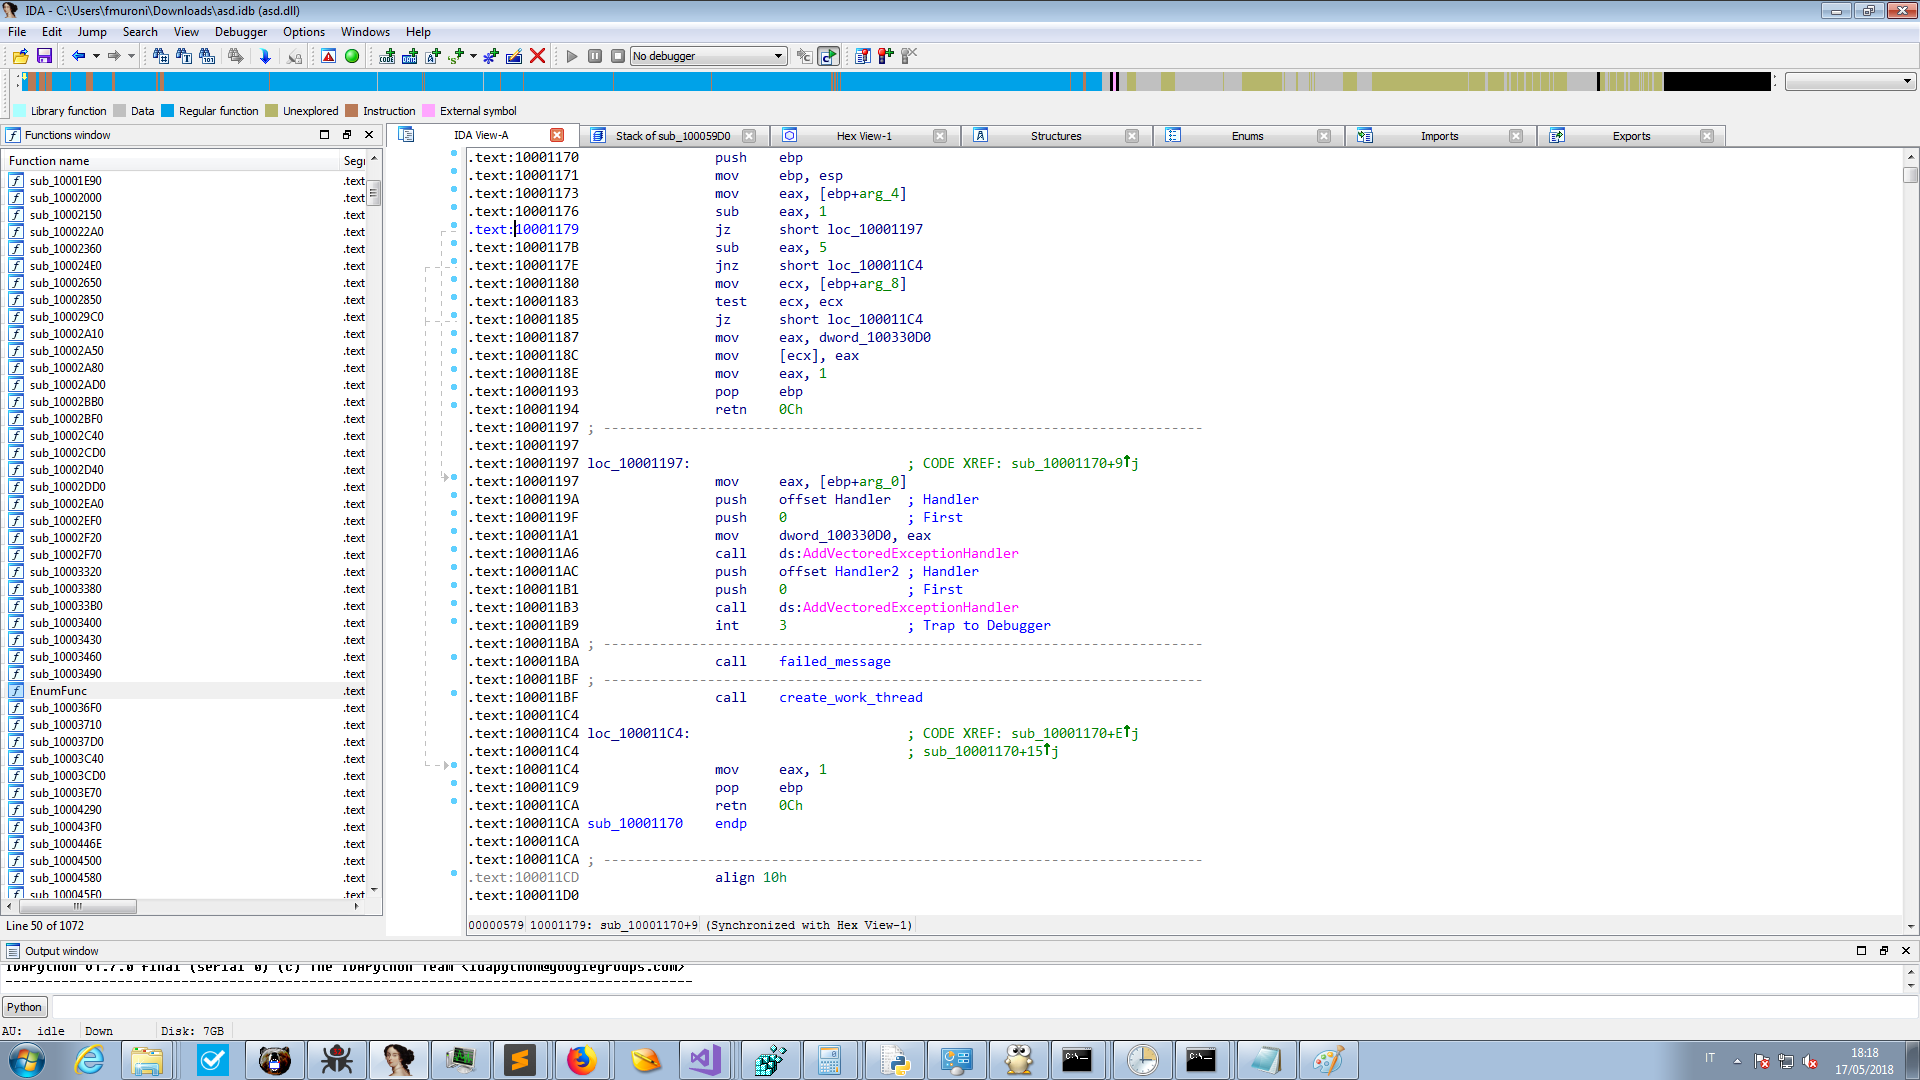 IDA - C:\Users\fmuroni\Downloads\asd.idb (asd.dll)
File Edit Jump Search View Debugger Options Windows Help
No debugger
Library function Data Regular function Unexplored Instruction External symbol
Functions window
IDA View-A Stack of sub_100059D0 Hex View-1 Structures Enums Imports Exports
Function name Segr
sub_10001E90 .text
sub_10002000 .text
sub_10002150 .text
sub_100022A0 .text
sub_10002360 .text
sub_100024E0 .text
sub_10002650 .text
sub_10002850 .text
sub_100029C0 .text
sub_10002A10 .text
sub_10002A50 .text
sub_10002A80 .text
sub_10002AD0 .text
sub_10002BB0 .text
sub_10002BF0 .text
sub_10002C40 .text
sub_10002CD0 .text
sub_10002D40 .text
sub_10002DD0 .text
sub_10002EA0 .text
sub_10002EF0 .text
sub_10002F20 .text
sub_10002F70 .text
sub_10003320 .text
sub_10003380 .text
sub_100033B0 .text
sub_10003400 .text
sub_10003430 .text
sub_10003460 .text
sub_10003490 .text
EnumFunc .text
sub_100036F0 .text
sub_10003710 .text
sub_100037D0 .text
sub_10003C40 .text
sub_10003CD0 .text
sub_10003E70 .text
sub_10004290 .text
sub_100043F0 .text
sub_1000446E .text
sub_10004500 .text
sub_10004580 .text
sub_100045F0 .text
Line 50 of 1072
.text:10001170 push ebp
.text:10001171 mov ebp, esp
.text:10001173 mov eax, [ebp+arg_4]
.text:10001176 sub eax, 1
.text:10001179 jz short loc_10001197
.text:1000117B sub eax, 5
.text:1000117E jnz short loc_100011C4
.text:10001180 mov ecx, [ebp+arg_8]
.text:10001183 test ecx, ecx
.text:10001185 jz short loc_100011C4
.text:10001187 mov eax, dword_100330D0
.text:1000118C mov [ecx], eax
.text:1000118E mov eax, 1
.text:10001193 pop ebp
.text:10001194 retn 0Ch
.text:10001197 ; ---------------------------------------------------------------------------
.text:10001197
.text:10001197 loc_10001197: ; CODE XREF: sub_10001170+9↑j
.text:10001197 mov eax, [ebp+arg_0]
.text:1000119A push offset Handler ; Handler
.text:1000119F push 0 ; First
.text:100011A1 mov dword_100330D0, eax
.text:100011A6 call ds:AddVectoredExceptionHandler
.text:100011AC push offset Handler2 ; Handler
.text:100011B1 push 0 ; First
.text:100011B3 call ds:AddVectoredExceptionHandler
.text:100011B9 int 3 ; Trap to Debugger
.text:100011BA ; ---------------------------------------------------------------------------
.text:100011BA call failed_message
.text:100011BF ; ---------------------------------------------------------------------------
.text:100011BF call create_work_thread
.text:100011C4
.text:100011C4 loc_100011C4: ; CODE XREF: sub_10001170+E↑j
.text:100011C4 ; sub_10001170+15↑j
.text:100011C4 mov eax, 1
.text:100011C9 pop ebp
.text:100011CA retn 0Ch
.text:100011CA sub_10001170 endp
.text:100011CA
.text:100011CA ; ---------------------------------------------------------------------------
.text:100011CD align 10h
.text:100011D0
00000579 10001179: sub_10001170+9 (Synchronized with Hex View-1)
Output window
IDAPython v1.7.0 final (serial 0) (c) The IDAPython Team <idapython@googlegroups.com>
--------------------------------------------------------------------------------------
Python
AU: idle Down Disk: 7GB
IT
18:18
17/05/2018